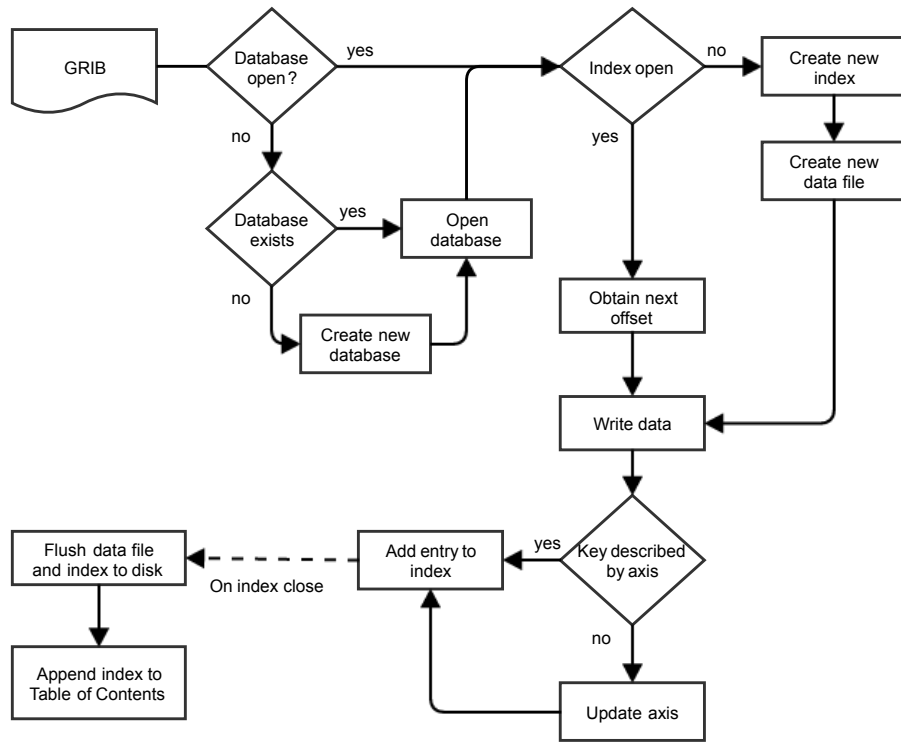 GRIB
Database
open?
yes
no
Database
exists
yes
no
Create new
database
Open
database
Index open
no
yes
Create new
index
Create new
data file
Obtain next
offset
Write data
Key described
by axis
yes
no
Update axis
Add entry to
index
On index close
Flush data file
and index to disk
Append index to
Table of Contents